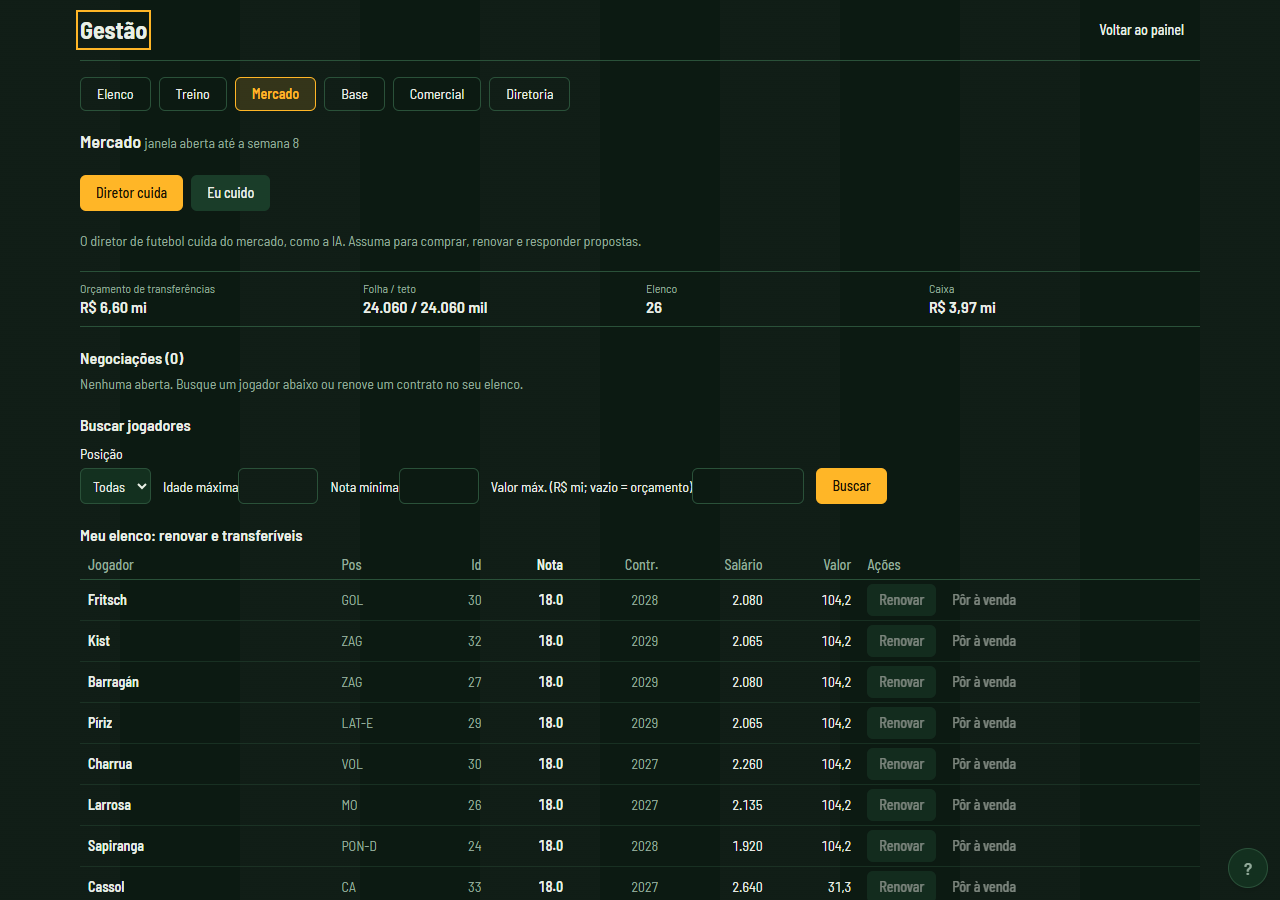 Gestão
Voltar ao painel
Elenco Treino Mercado Base Comercial Diretoria
Mercado janela aberta até a semana 8
Diretor cuida Eu cuido
O diretor de futebol cuida do mercado, como a IA. Assuma para comprar, renovar e responder propostas.
Orçamento de transferências Folha / teto Elenco Caixa
R$ 6,60 mi 24.060 / 24.060 mil 26 R$ 3,97 mi
Negociações (0)
Nenhuma aberta. Busque um jogador abaixo ou renove um contrato no seu elenco.
Buscar jogadores
Posição
Todas Idade máxima Nota mínima Valor máx. (R$ mi; vazio = orçamento) Buscar
Meu elenco: renovar e transferíveis
Jogador Pos Id Nota Contr. Salário Valor Ações
Fritsch GOL 30 18.0 2028 2.080 104,2 Renovar Pôr à venda
Kist ZAG 32 18.0 2029 2.065 104,2 Renovar Pôr à venda
Barragán ZAG 27 18.0 2029 2.080 104,2 Renovar Pôr à venda
Píriz LAT-E 29 18.0 2029 2.065 104,2 Renovar Pôr à venda
Charrua VOL 30 18.0 2027 2.260 104,2 Renovar Pôr à venda
Larrosa MO 26 18.0 2027 2.135 104,2 Renovar Pôr à venda
Sapiranga PON-D 24 18.0 2028 1.920 104,2 Renovar Pôr à venda
Cassol CA 33 18.0 2027 2.640 31,3 Renovar Pôr à venda
?